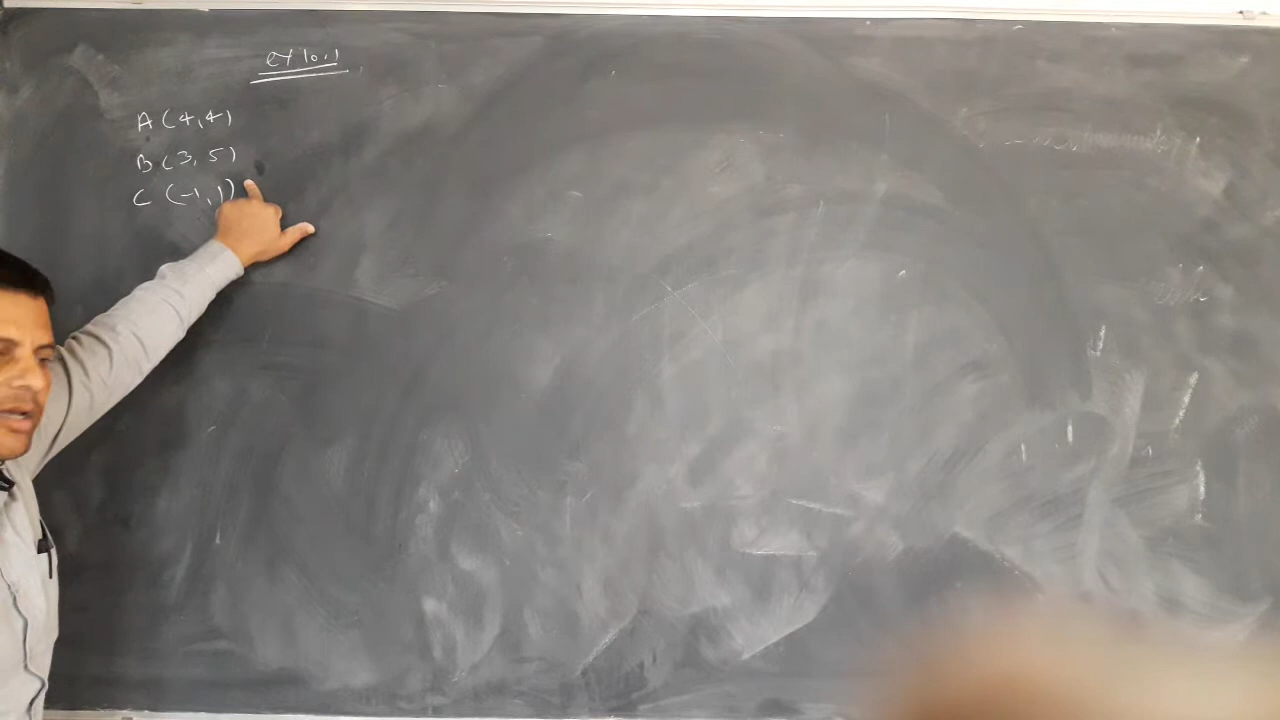 ex 10.1
A (4,4)
B (3, 5)
C (-1,1)